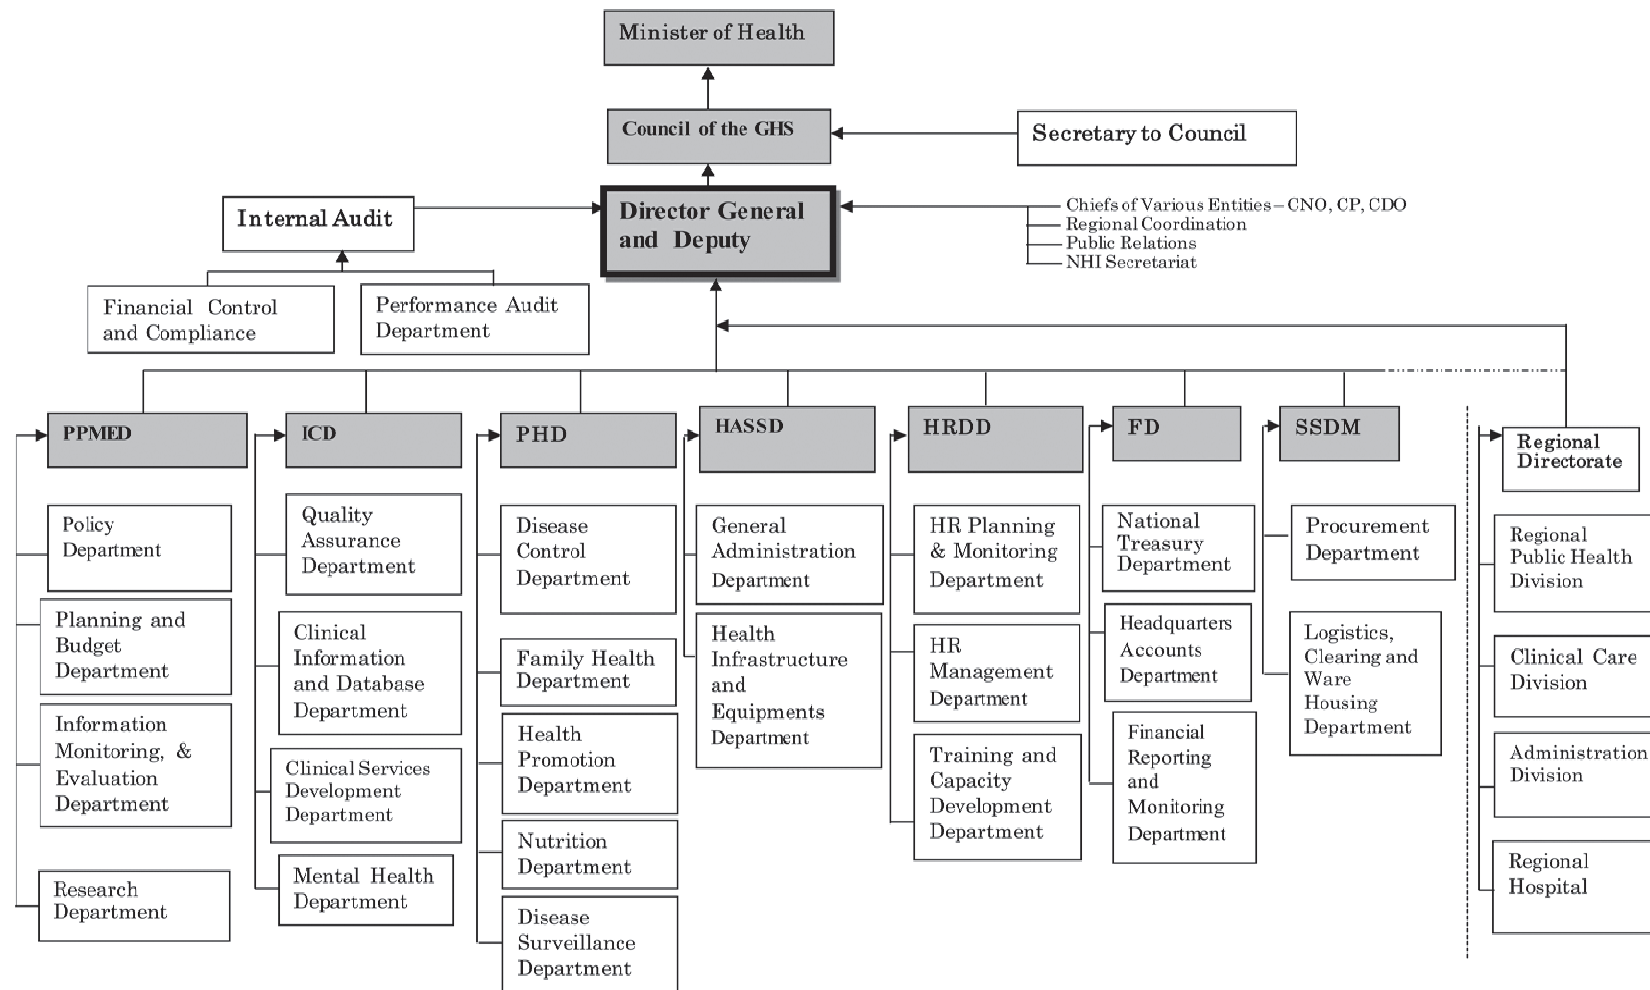 Minister of Health
Council of the GHS
Secretary to Council
Internal Audit
Director General
and Deputy
Chiefs of Various Entities – CNO, CP, CDO
Regional Coordination
Public Relations
NHI Secretariat
Financial Control
and Compliance
Performance Audit
Department
PPMED
Policy
Department
Planning and
Budget
Department
Information
Monitoring, &
Evaluation
Department
Research
Department
ICD
Quality
Assurance
Department
Clinical
Information
and Database
Department
Clinical Services
Development
Department
Mental Health
Department
PHD
Disease
Control
Department
Family Health
Department
Health
Promotion
Department
Nutrition
Department
Disease
Surveillance
Department
HASSD
General
Administration
Department
Health
Infrastructure
and
Equipments
Department
HRDD
HR Planning
& Monitoring
Department
HR
Management
Department
Training and
Capacity
Development
Department
FD
National
Treasury
Department
Headquarters
Accounts
Department
Financial
Reporting
and
Monitoring
Department
SSDM
Procurement
Department
Logistics,
Clearing and
Ware
Housing
Department
Regional
Directorate
Regional
Public Health
Division
Clinical Care
Division
Administration
Division
Regional
Hospital